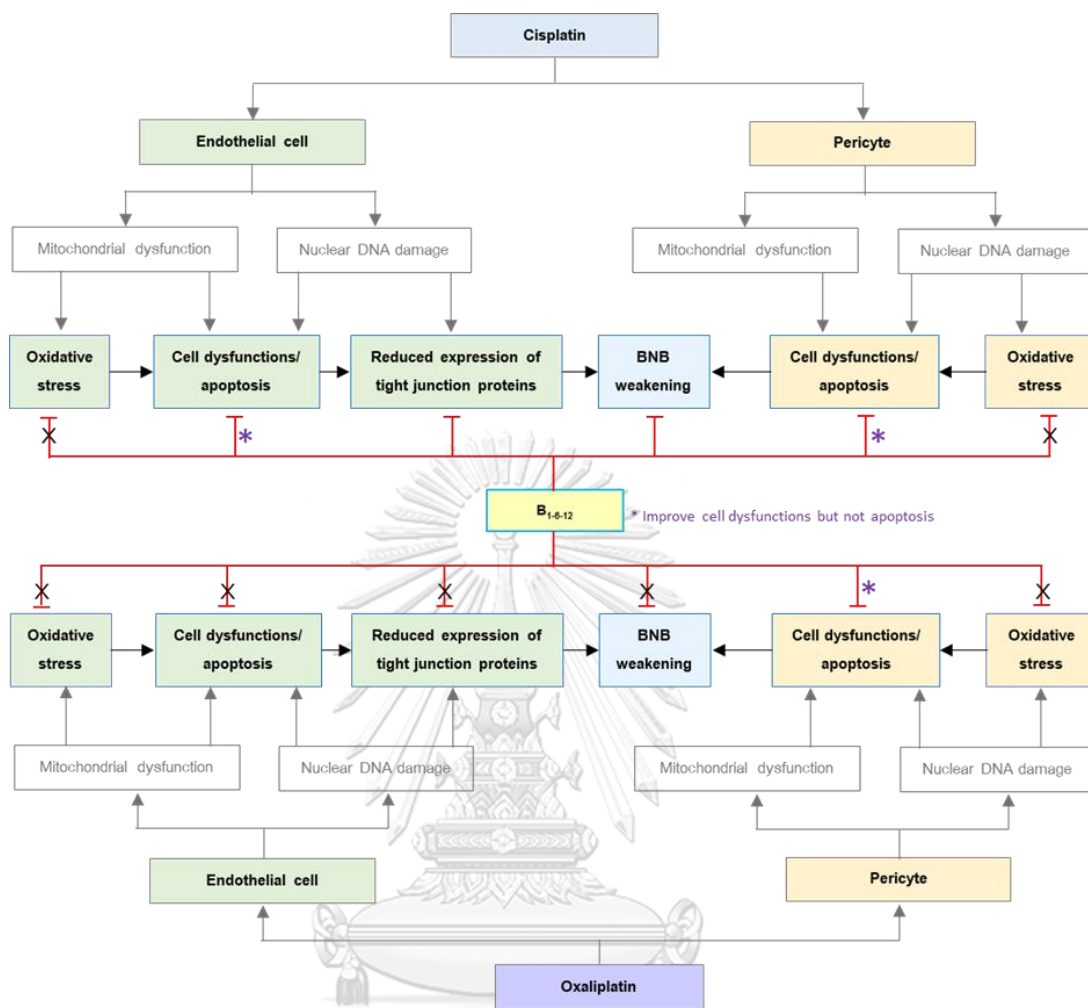 Cisplatin
Endothelial cell
Pericyte
Mitochondrial dysfunction
Nuclear DNA damage
Mitochondrial dysfunction
Nuclear DNA damage
Oxidative
stress
Cell dysfunctions/
apoptosis
Reduced expression of
tight junction proteins
BNB
weakening
Cell dysfunctions/
apoptosis
Oxidative
stress
X
*
*
X
B1-6-12
* Improve cell dysfunctions but not apoptosis
X
X
X
X
*
X
Oxidative
stress
Cell dysfunctions/
apoptosis
Reduced expression of
tight junction proteins
BNB
weakening
Cell dysfunctions/
apoptosis
Oxidative
stress
Mitochondrial dysfunction
Nuclear DNA damage
Mitochondrial dysfunction
Nuclear DNA damage
Endothelial cell
Pericyte
Oxaliplatin